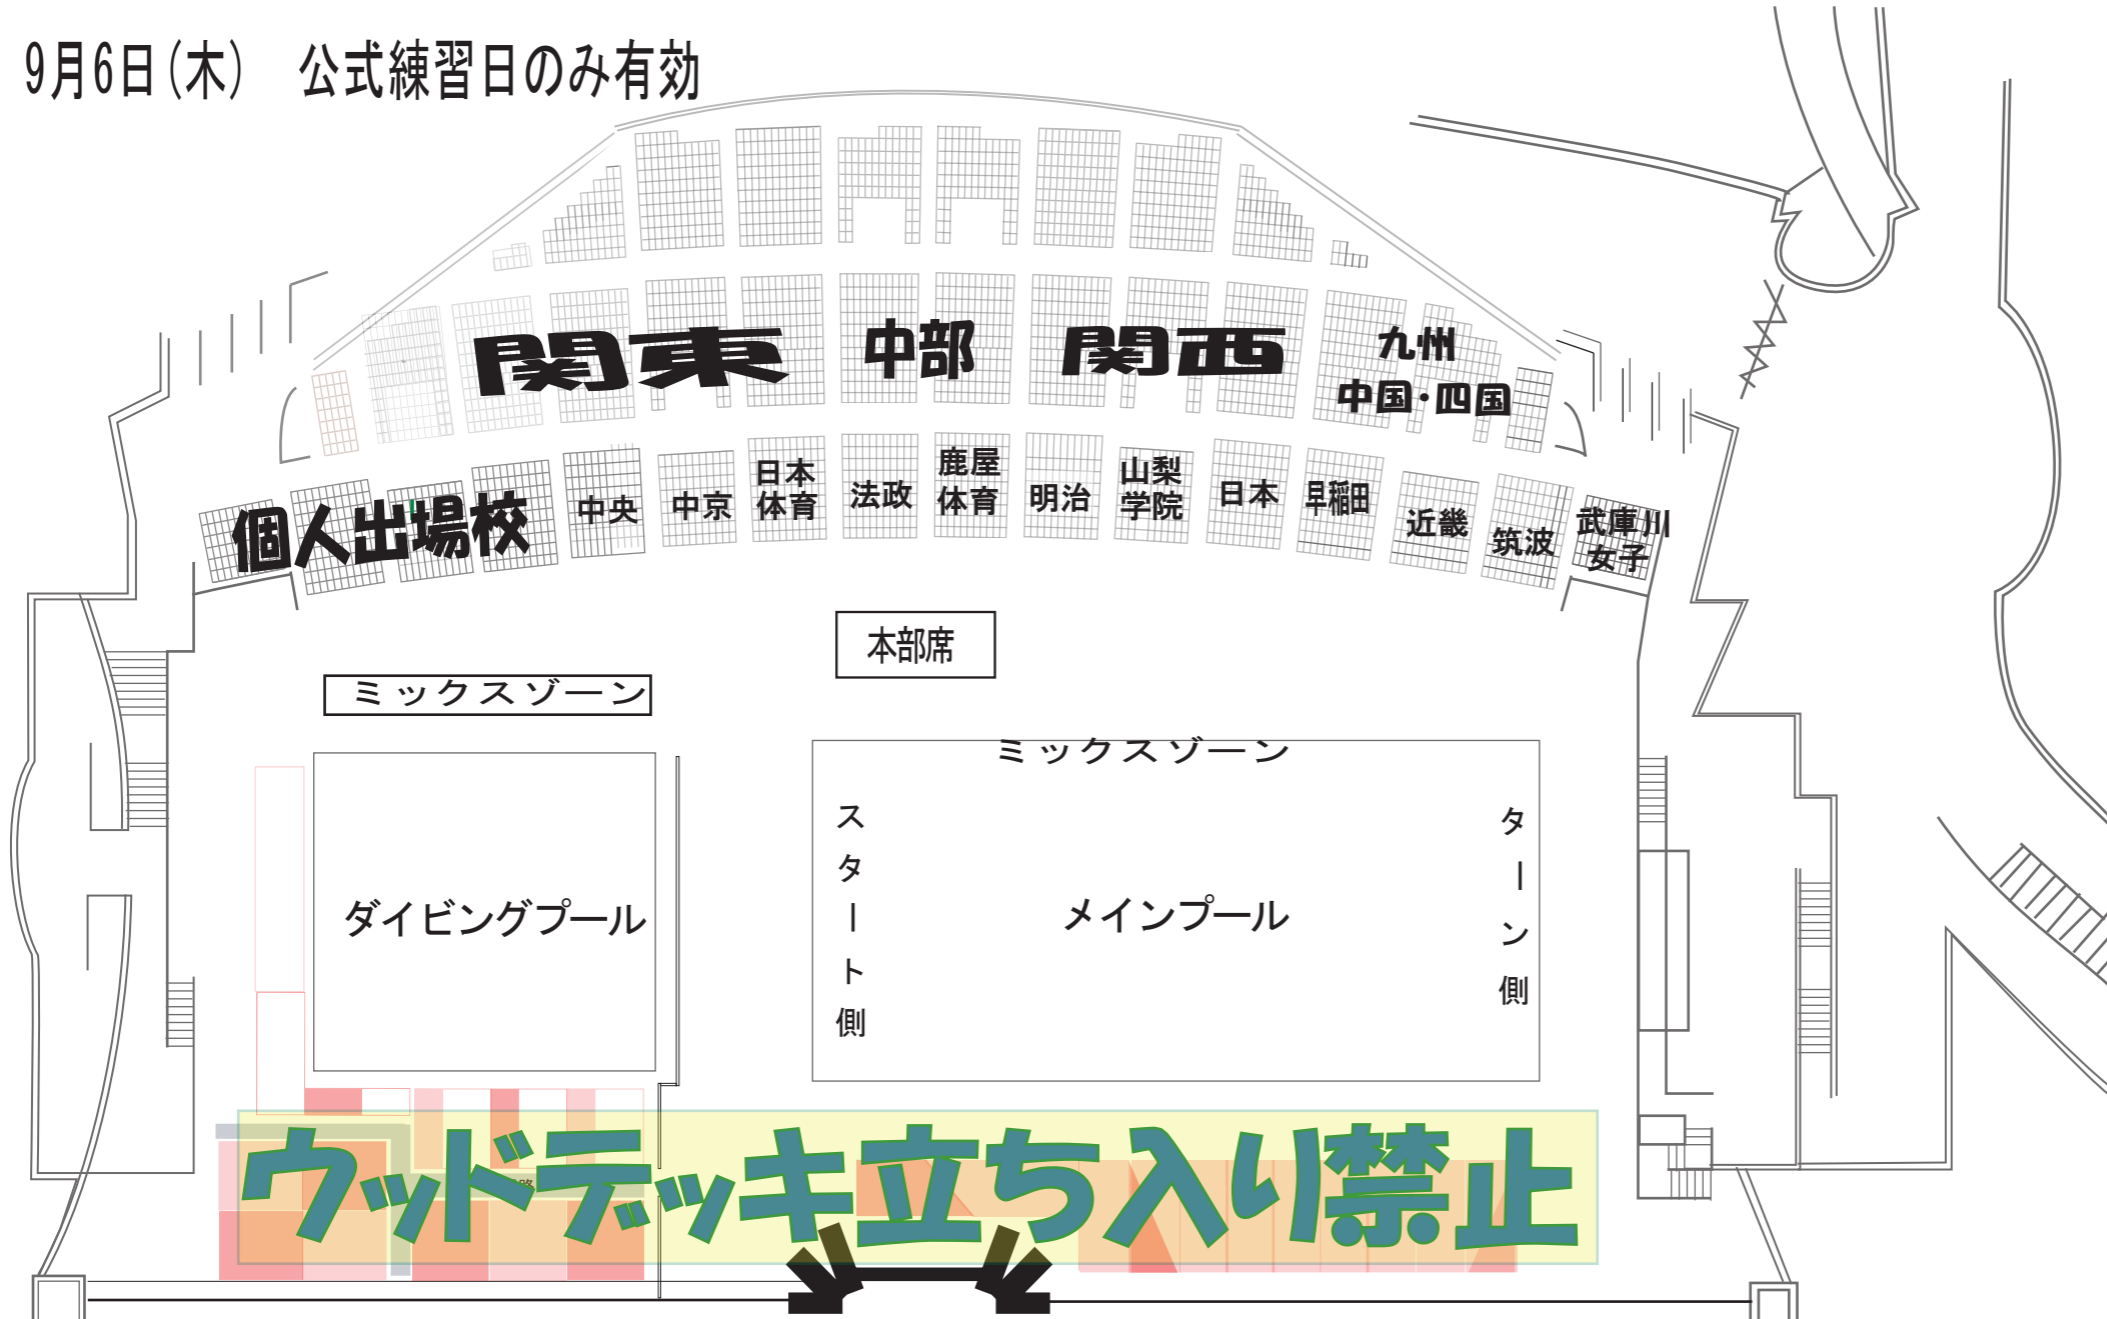 9月6日(木)　公式練習日のみ有効
関東
中部
関西
九州
中国・四国
個人出場校
中央
中京
日本
体育
法政
鹿屋
体育
明治
山梨
学院
日本
早稲田
近畿
筑波
武庫川
女子
本部席
ミックスゾーン
ミックスゾーン
ダイビングプール
スタート側
メインプール
ターン側
ウッドデッキ立ち入り禁止
路